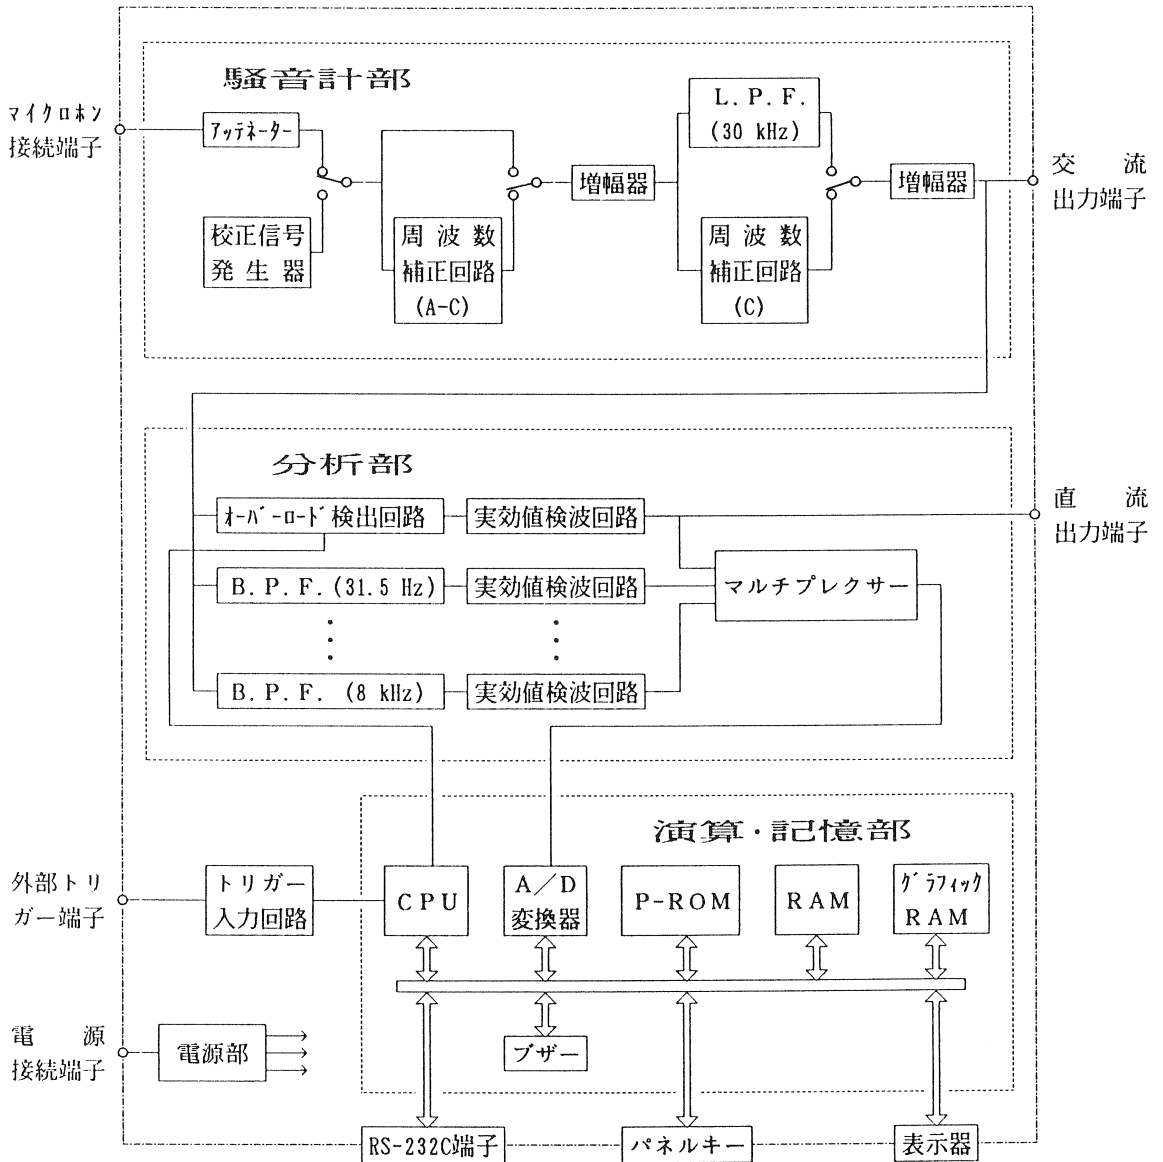 騒音計部
マイクロホン
接続端子
アッテネーター
校正信号
発生器
周波数
補正回路
(A-C)
増幅器
L.P.F.
(30 kHz)
周波数
補正回路
(C)
増幅器
交流
出力端子
分析部
オーバーロード検出回路
実効値検波回路
直流
出力端子
B.P.F.(31.5 Hz)
実効値検波回路
マルチプレクサー
B.P.F. (8 kHz)
実効値検波回路
演算・記憶部
外部トリ
ガー端子
トリガー
入力回路
CPU
A/D
変換器
P-ROM
RAM
グラフィック
RAM
電源
接続端子
電源部
ブザー
RS-232C端子
パネルキー
表示器